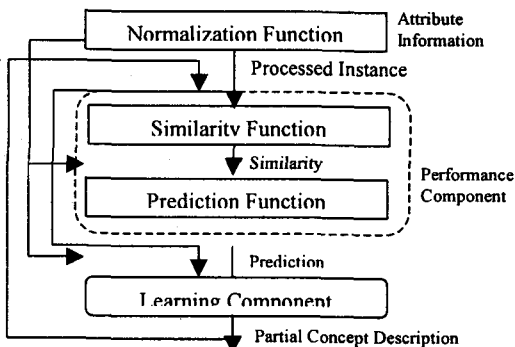 Normalization Function
Attribute
Information
Processed Instance
Similarity Function
Similarity
Performance
Component
Prediction Function
Prediction
Learning Component
Partial Concept Description